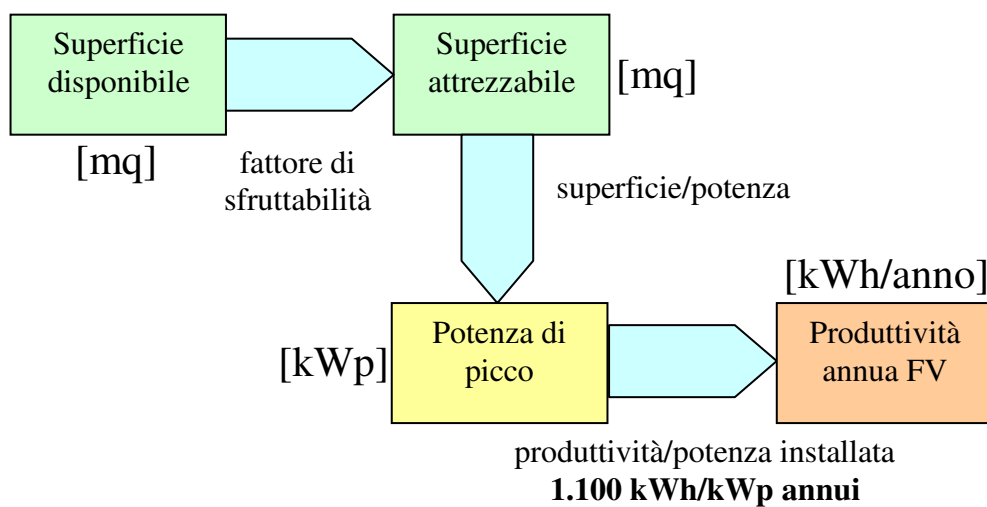 Superficie
disponibile
Superficie
attrezzabile
[mq]
[mq]
fattore di
sfruttabilità
superficie/potenza
[kWh/anno]
[kWp]
Potenza di
picco
Produttività
annua FV
produttività/potenza installata
1.100 kWh/kWp annui